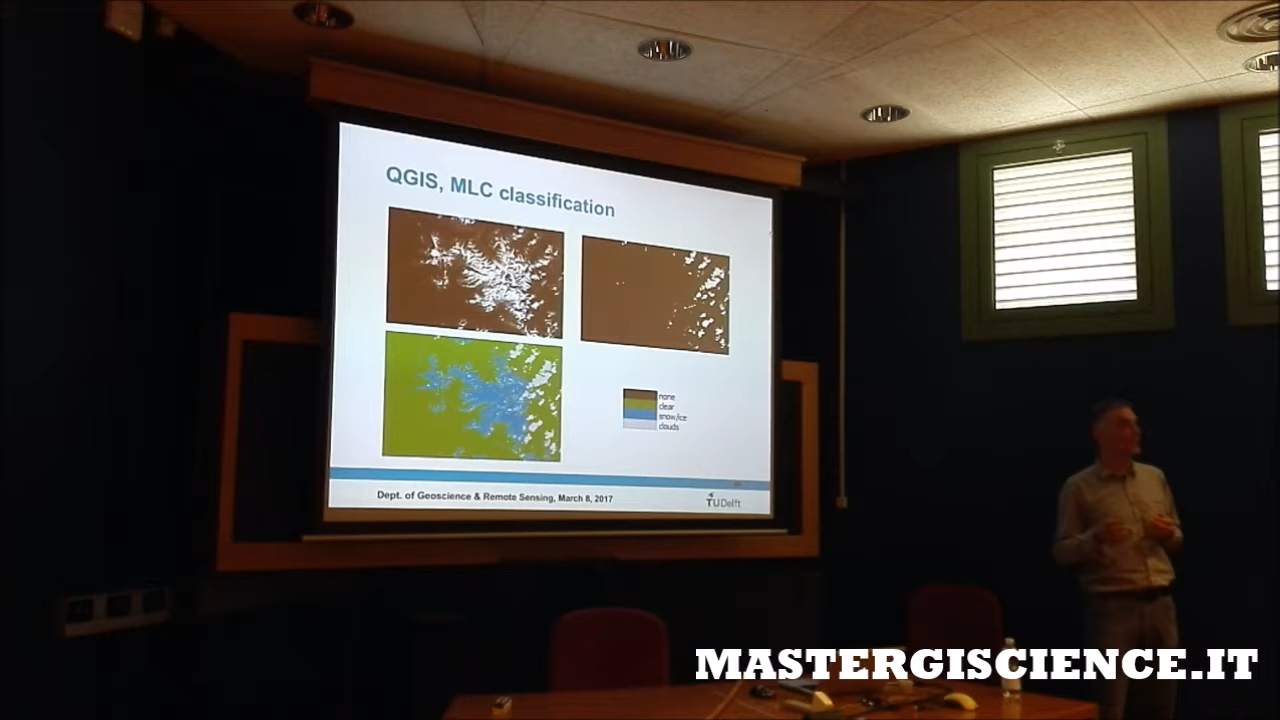 QGIS, MLC classification
none
clear
snow/ice
clouds
Dept. of Geoscience & Remote Sensing, March 8, 2017
TUDelft
MASTERGISCIENCE.IT